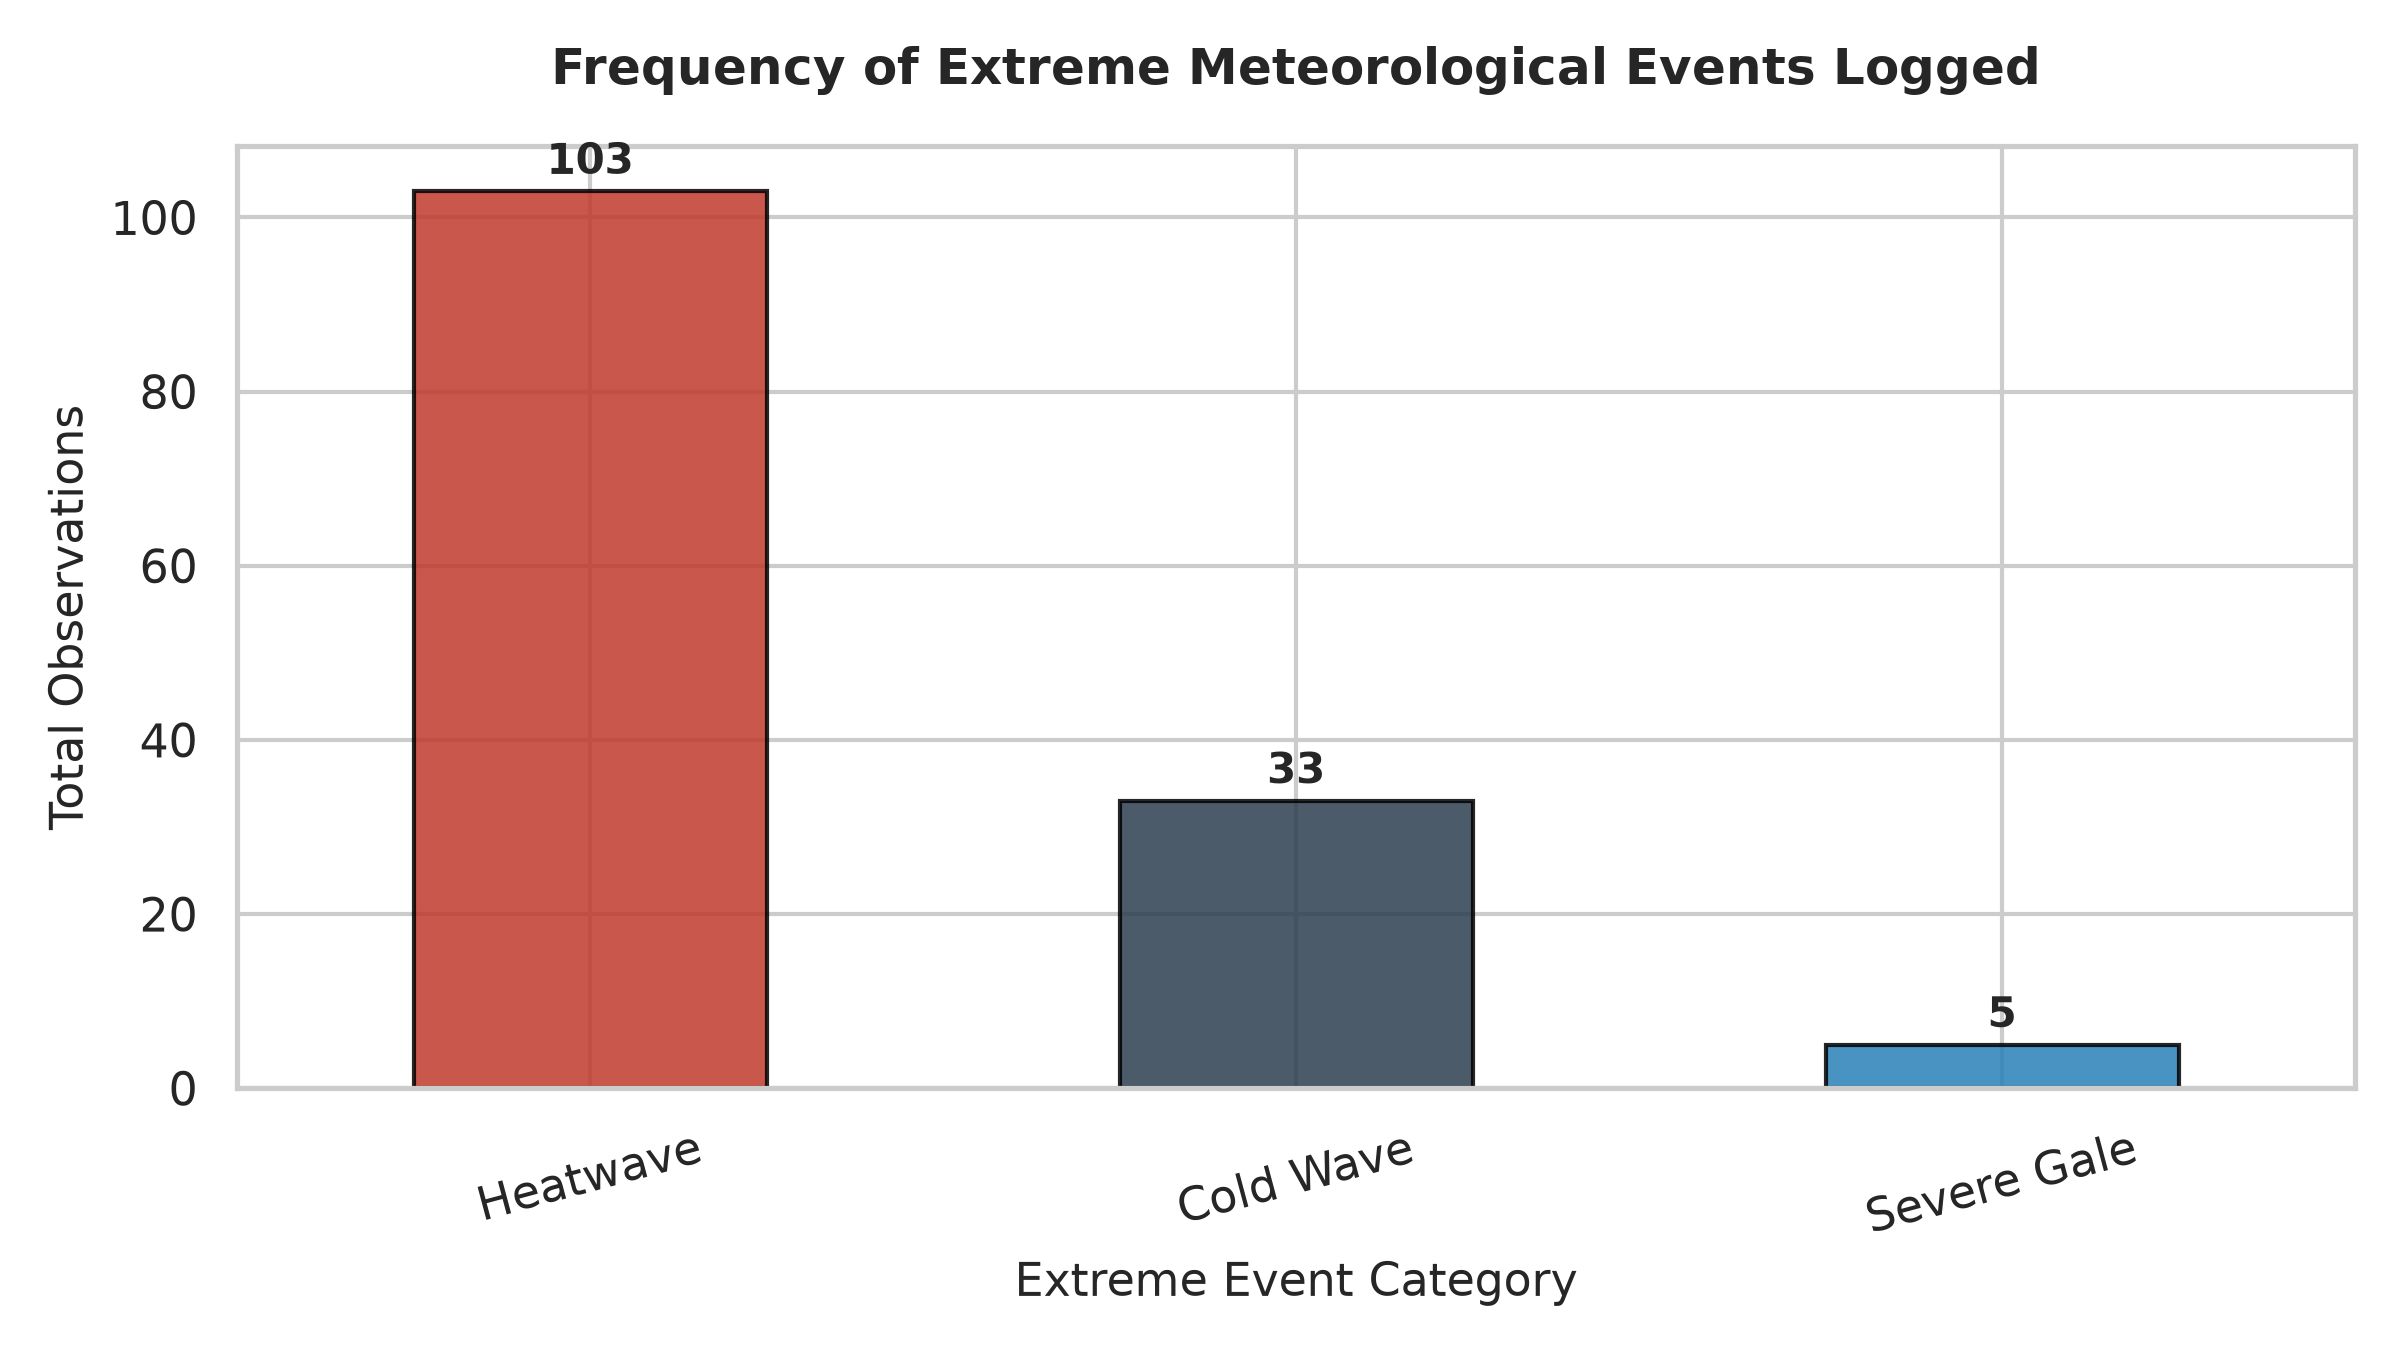 Frequency of Extreme Meteorological Events Logged
103
100
80
60
40
20
0
Total Observations
33
5
Heatwave
Cold Wave
Severe Gale
Extreme Event Category